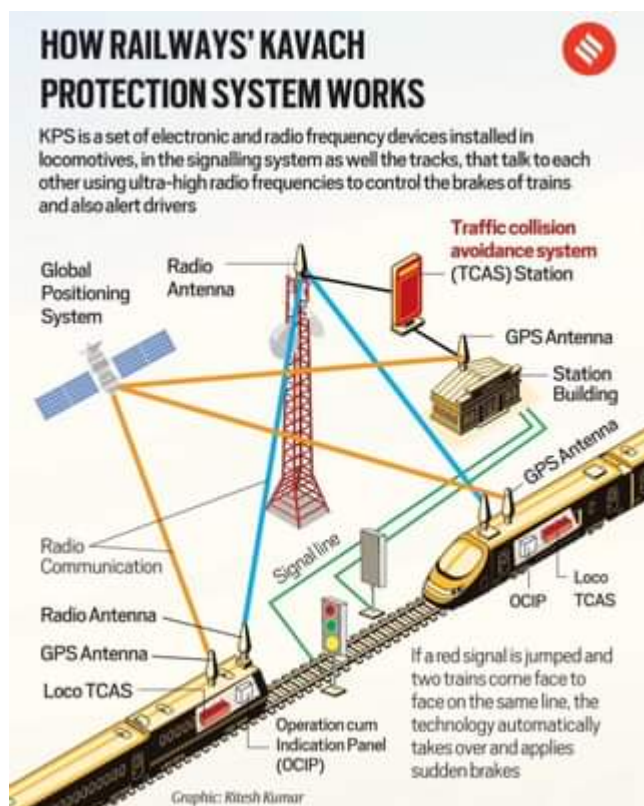 HOW RAILWAYS' KAVACH
PROTECTION SYSTEM WORKS
KPS is a set of electronic and radio frequency devices installed in
locomotives, in the signalling system as well the tracks, that talk to each
other using ultra-high radio frequencies to control the brakes of trains
and also alert drivers
Traffic collision
avoidance system
(TCAS) Station
Global
Positioning
System
Radio
Antenna
GPS Antenna
Station
Building
GPS Antenna
Radio
Communication
Signal line
Loco
TCAS
OCIP
Radio Antenna
GPS Antenna
Loco TCAS
Operation cum
Indication Panel
(OCIP)
If a red signal is jumped and
two trains come face to
face on the same line, the
technology automatically
takes over and applies
sudden brakes
Graphic: Ritesh Kumar